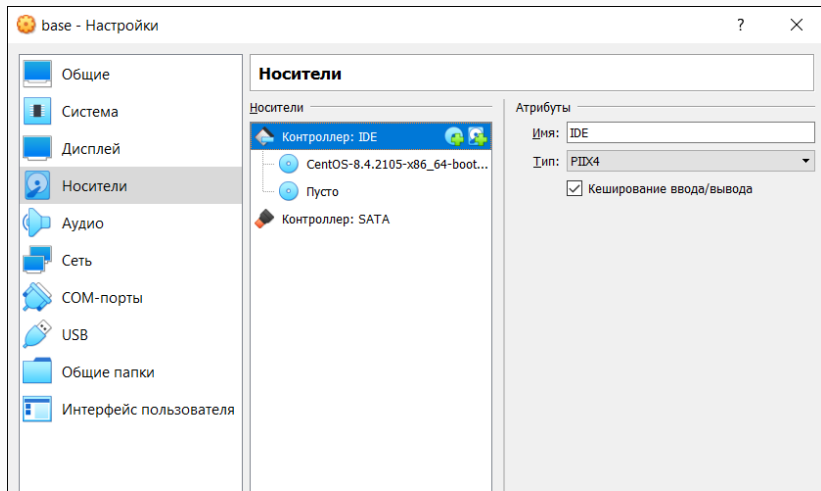 base - Настройки
?
Общие
Система
Дисплей
Носители
Аудио
Сеть
COM-порты
USB
Общие папки
Интерфейс пользователя
Носители
Носители
Контроллер: IDE
CentOS-8.4.2105-x86_64-boot...
Пусто
Контроллер: SATA
Атрибуты
Имя: IDE
Тип: PIIX4
Кеширование ввода/вывода